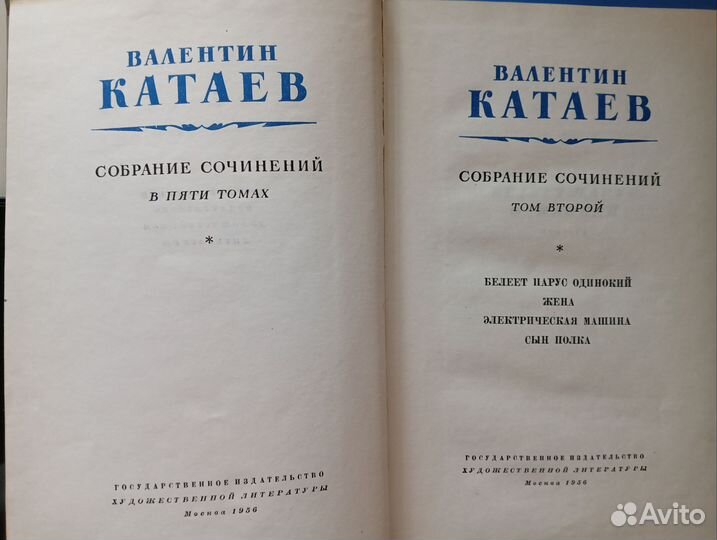 ВАЛЕНТИН
КАТАЕВ
СОБРАНИЕ СОЧИНЕНИЙ
В ПЯТИ ТОМАХ
*
ГОСУДАРСТВЕННОЕ ИЗДАТЕЛЬСТВО
ХУДОЖЕСТВЕННОЙ ЛИТЕРАТУРЫ
Москва 1956
ВАЛЕНТИН
КАТАЕВ
СОБРАНИЕ СОЧИНЕНИЙ
ТОМ ВТОРОЙ
*
БЕЛЕЕТ ПАРУС ОДИНОКИЙ
ЖЕНА
ЭЛЕКТРИЧЕСКАЯ МАШИНА
СЫН ПОЛКА
ГОСУДАРСТВЕННОЕ ИЗДАТЕЛЬСТВО
ХУДОЖЕСТВЕННОЙ ЛИТЕРАТУРЫ
Москва 1956
Avito